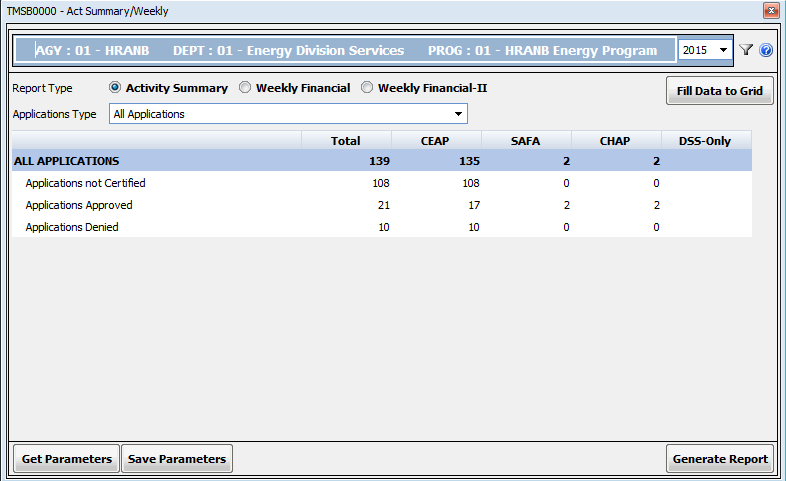 TMSB0000 - Act Summary/Weekly
AGY : 01 - HRANB DEPT : 01 - Energy Division Services PROG : 01 - HRANB Energy Program 2015
Report Type Activity Summary Weekly Financial Weekly Financial-II Fill Data to Grid
Applications Type All Applications
Total CEAP SAFA CHAP DSS-Only
ALL APPLICATIONS 139 135 2 2
Applications not Certified 108 108 0 0
Applications Approved 21 17 2 2
Applications Denied 10 10 0 0
Get Parameters Save Parameters Generate Report